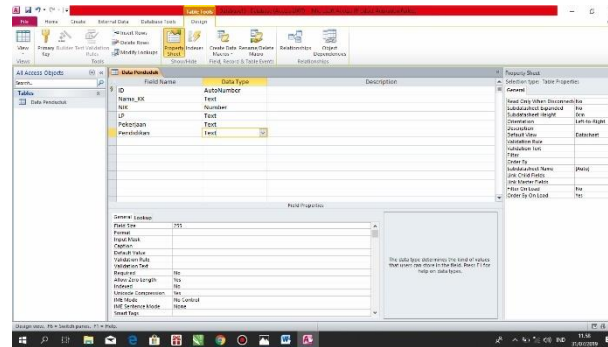 Table Tools
File Home Create External Data Database Tools Design
View Primary Key Builder Test Validation Rules
Insert Rows
Delete Rows
Modify Lookups
Property Sheet Indexes
Create Data Macros Rename/Delete Macro
Relationships Object Dependencies
Views Tools Show/Hide Field, Record & Table Events Relationships
All Access Objects
Search...
Tables
Data Penduduk
Data Penduduk
Field Name Data Type Description
ID AutoNumber
Nama_KK Text
NIK Number
LP Text
Pekerjaan Text
Pendidikan Text
Field Properties
General Lookup
Field Size 255
Format
Input Mask
Caption
Default Value
Validation Rule
Validation Text
Required No
Allow Zero Length Yes
Indexed No
Unicode Compression Yes
IME Mode No Control
IME Sentence Mode None
Smart Tags
The data type determines the kind of values
that users can store in the field. Press F1 for
help on data types.
Property Sheet
Selection type: Table Properties
General
Read Only When Disconnected No
Subdatasheet Expanded No
Subdatasheet Height 0cm
Orientation Left-to-Right
Description
Default View Datasheet
Validation Rule
Validation Text
Filter
Order By
Subdatasheet Name [Auto]
Link Child Fields
Link Master Fields
Filter On Load No
Order By On Load Yes
Design view. F6 = Switch panes. F1 = Help.
IND
11.38
31/07/2019